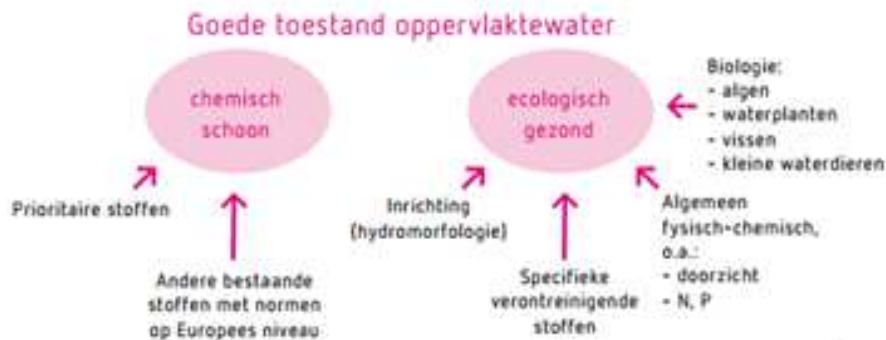 Goede toestand oppervlaktewater
chemisch
schoon
ecologisch
gezond
Biologie:
- algen
- waterplanten
- vissen
- kleine waterdieren
Prioritaire stoffen
Inrichting
(hydromorfologie)
Algemeen
fysisch-chemisch,
o.a.:
- doorzicht
- N, P
Andere bestaande
stoffen met normen
op Europees niveau
Specifieke
verontreinigende
stoffen